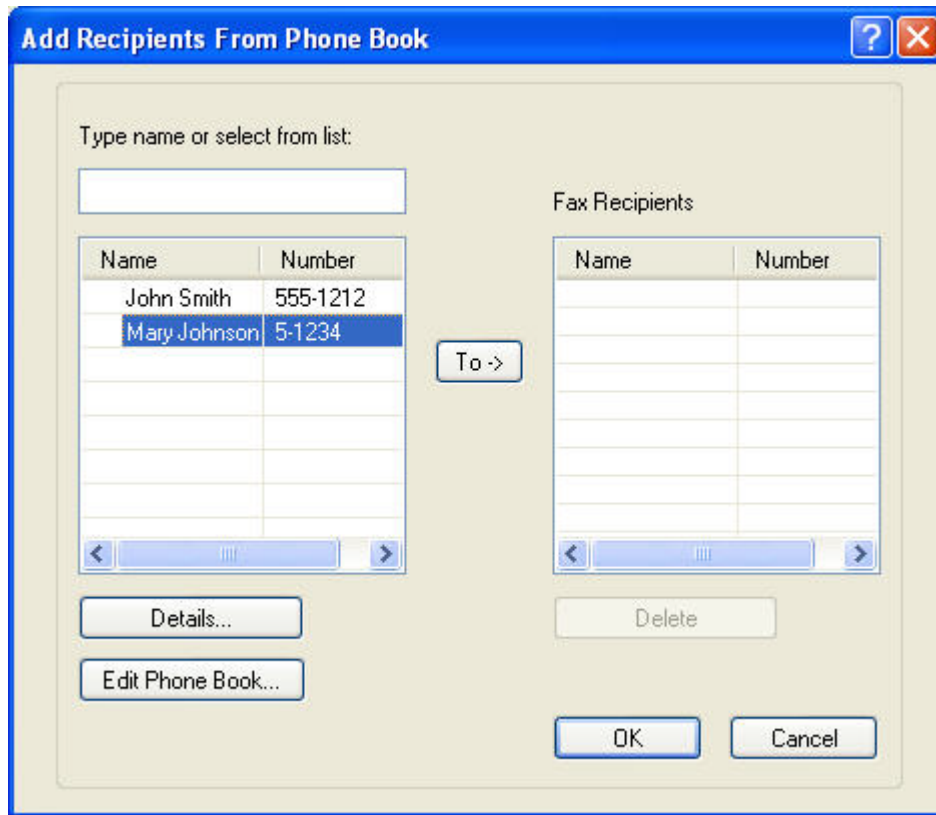 Add Recipients From Phone Book
?
Type name or select from list:
Fax Recipients
Name Number
John Smith 555-1212
Mary Johnson 5-1234
To ->
Name Number
Details...
Edit Phone Book...
Delete
OK Cancel